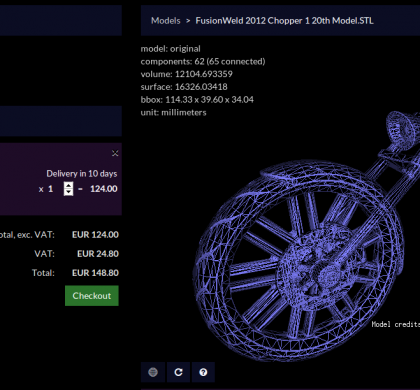 Models > FusionWeld 2012 Chopper 1 20th Model.STL
model: original
components: 62 (65 connected)
volume: 12104.693359
surface: 16326.03418
bbox: 114.33 x 39.60 x 34.04
unit: millimeters
Delivery in 10 days
x 1 = 124.00
otal, exc. VAT: EUR 124.00
VAT: EUR 24.80
Total: EUR 148.80
Checkout
Model credits